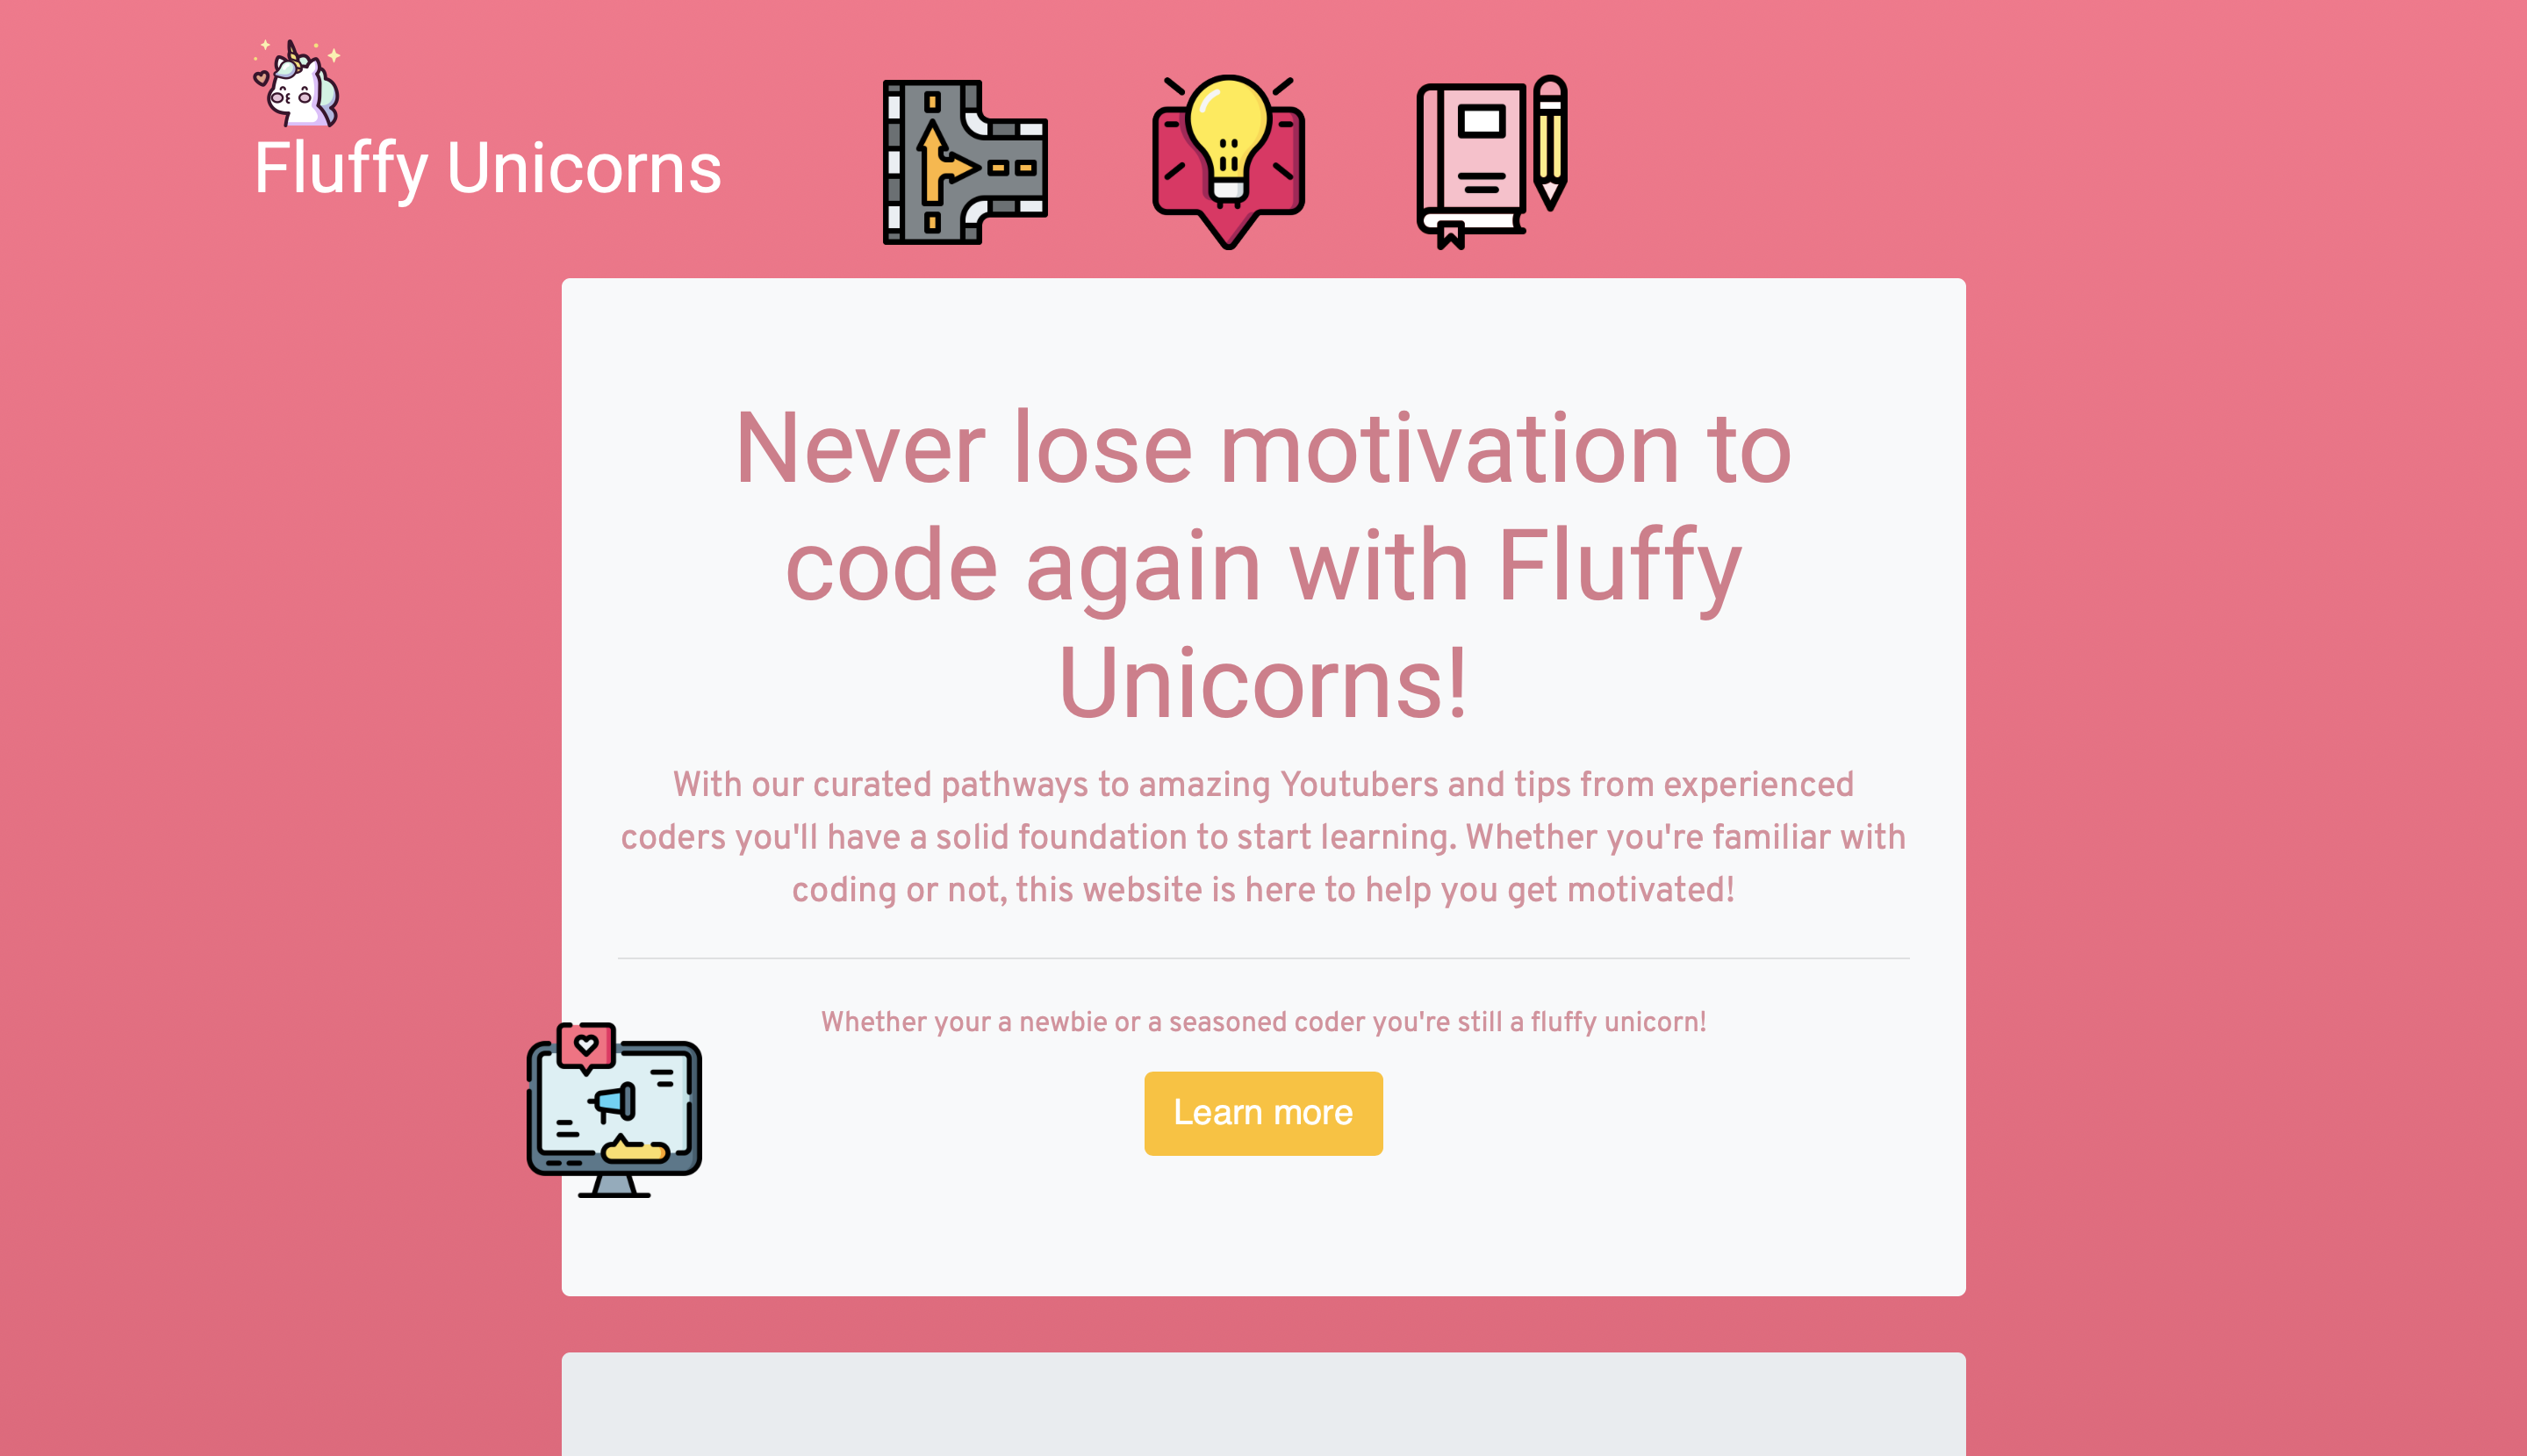 Fluffy Unicorns
Never lose motivation to
code again with Fluffy
Unicorns!
With our curated pathways to amazing Youtubers and tips from experienced
coders you'll have a solid foundation to start learning. Whether you're familiar with
coding or not, this website is here to help you get motivated!
Whether your a newbie or a seasoned coder you're still a fluffy unicorn!
Learn more